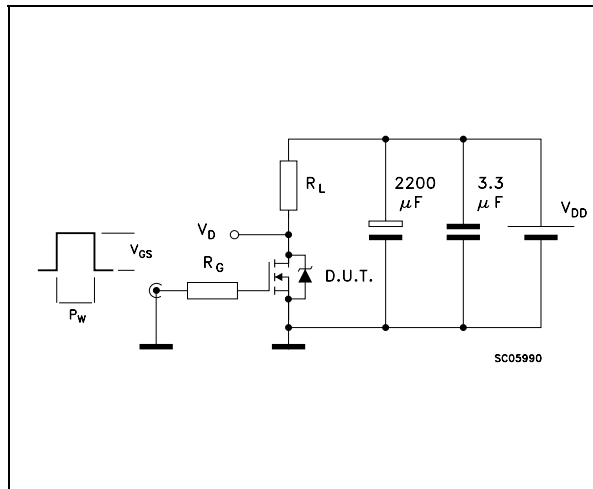 R_L
2200
μF
3.3
μF
V_DD
V_D
V_GS
R_G
D.U.T.
P_W
SC05990